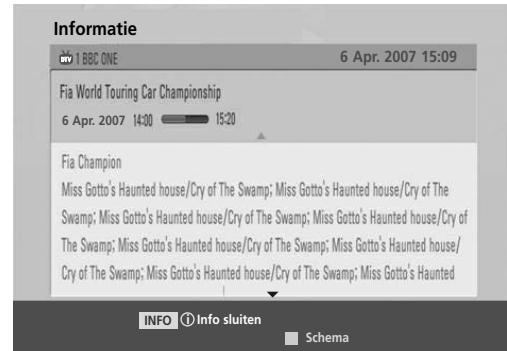 Informatie
DTV 1 BBC ONE 6 Apr. 2007 15:09
Fia World Touring Car Championship
6 Apr. 2007 14:00 15:20
Fia Champion
Miss Gotto's Haunted house/Cry of The Swamp; Miss Gotto's Haunted house/Cry of The
Swamp; Miss Gotto's Haunted house/Cry of The Swamp; Miss Gotto's Haunted house/Cry of
The Swamp; Miss Gotto's Haunted house/Cry of The Swamp; Miss Gotto's Haunted house/
Cry of The Swamp; Miss Gotto's Haunted house/Cry of The Swamp; Miss Gotto's Haunted
INFO i Info sluiten
Schema